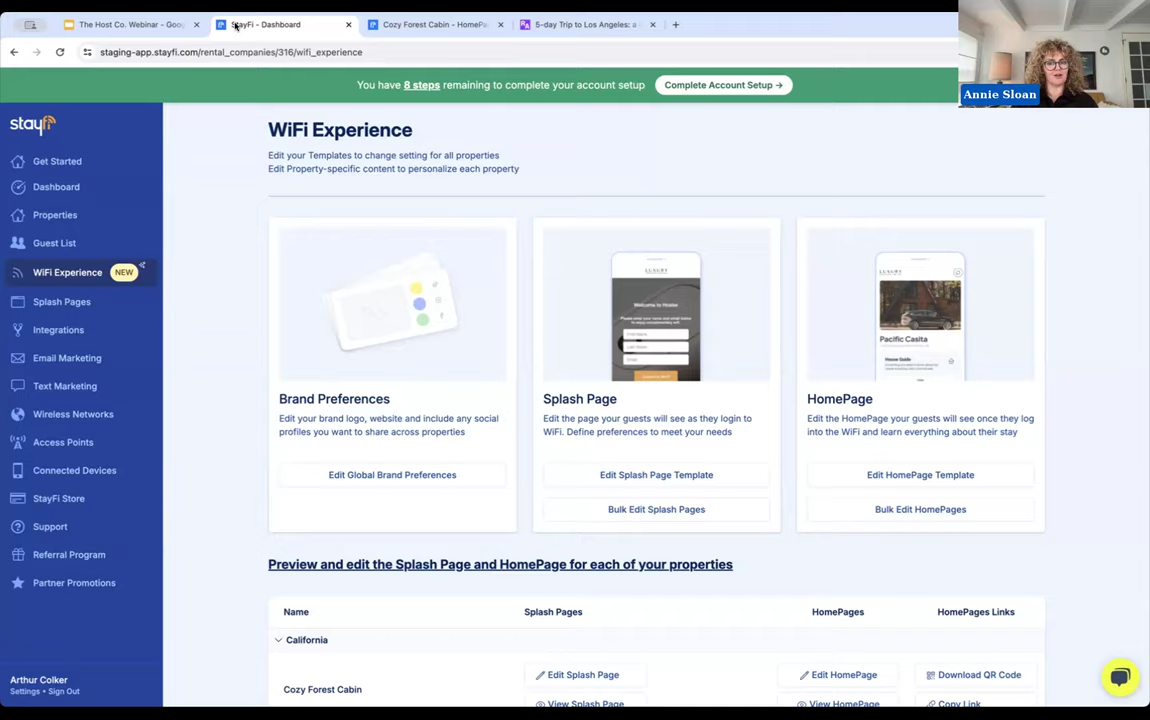 The Host Co. Webinar - Goog
StayFi - Dashboard
Cozy Forest Cabin - HomePa
5-day Trip to Los Angeles: a
staging-app.stayfi.com/rental_companies/316/wifi_experience
Annie Sloan
You have 8 steps remaining to complete your account setup
Complete Account Setup →
stayfi
Get Started
Dashboard
Properties
Guest List
WiFi Experience NEW
Splash Pages
Integrations
Email Marketing
Text Marketing
Wireless Networks
Access Points
Connected Devices
StayFi Store
Support
Referral Program
Partner Promotions
Arthur Colker
Settings • Sign Out
WiFi Experience
Edit your Templates to change setting for all properties
Edit Property-specific content to personalize each property
Brand Preferences
Edit your brand logo, website and include any social
profiles you want to share across properties
Edit Global Brand Preferences
LUXURY
First Name
Last Name
Email
Splash Page
Edit the page your guests will see as they login to
WiFi. Define preferences to meet your needs
Edit Splash Page Template
Bulk Edit Splash Pages
LUXURY
Pacific Casita
House Guide
HomePage
Edit the HomePage your guests will see once they log
into the WiFi and learn everything about their stay
Edit HomePage Template
Bulk Edit HomePages
Preview and edit the Splash Page and HomePage for each of your properties
Name Splash Pages HomePages HomePages Links
California
Cozy Forest Cabin
Edit Splash Page
View Splash Page
Edit HomePage
View HomePage
Download QR Code
Copy Link